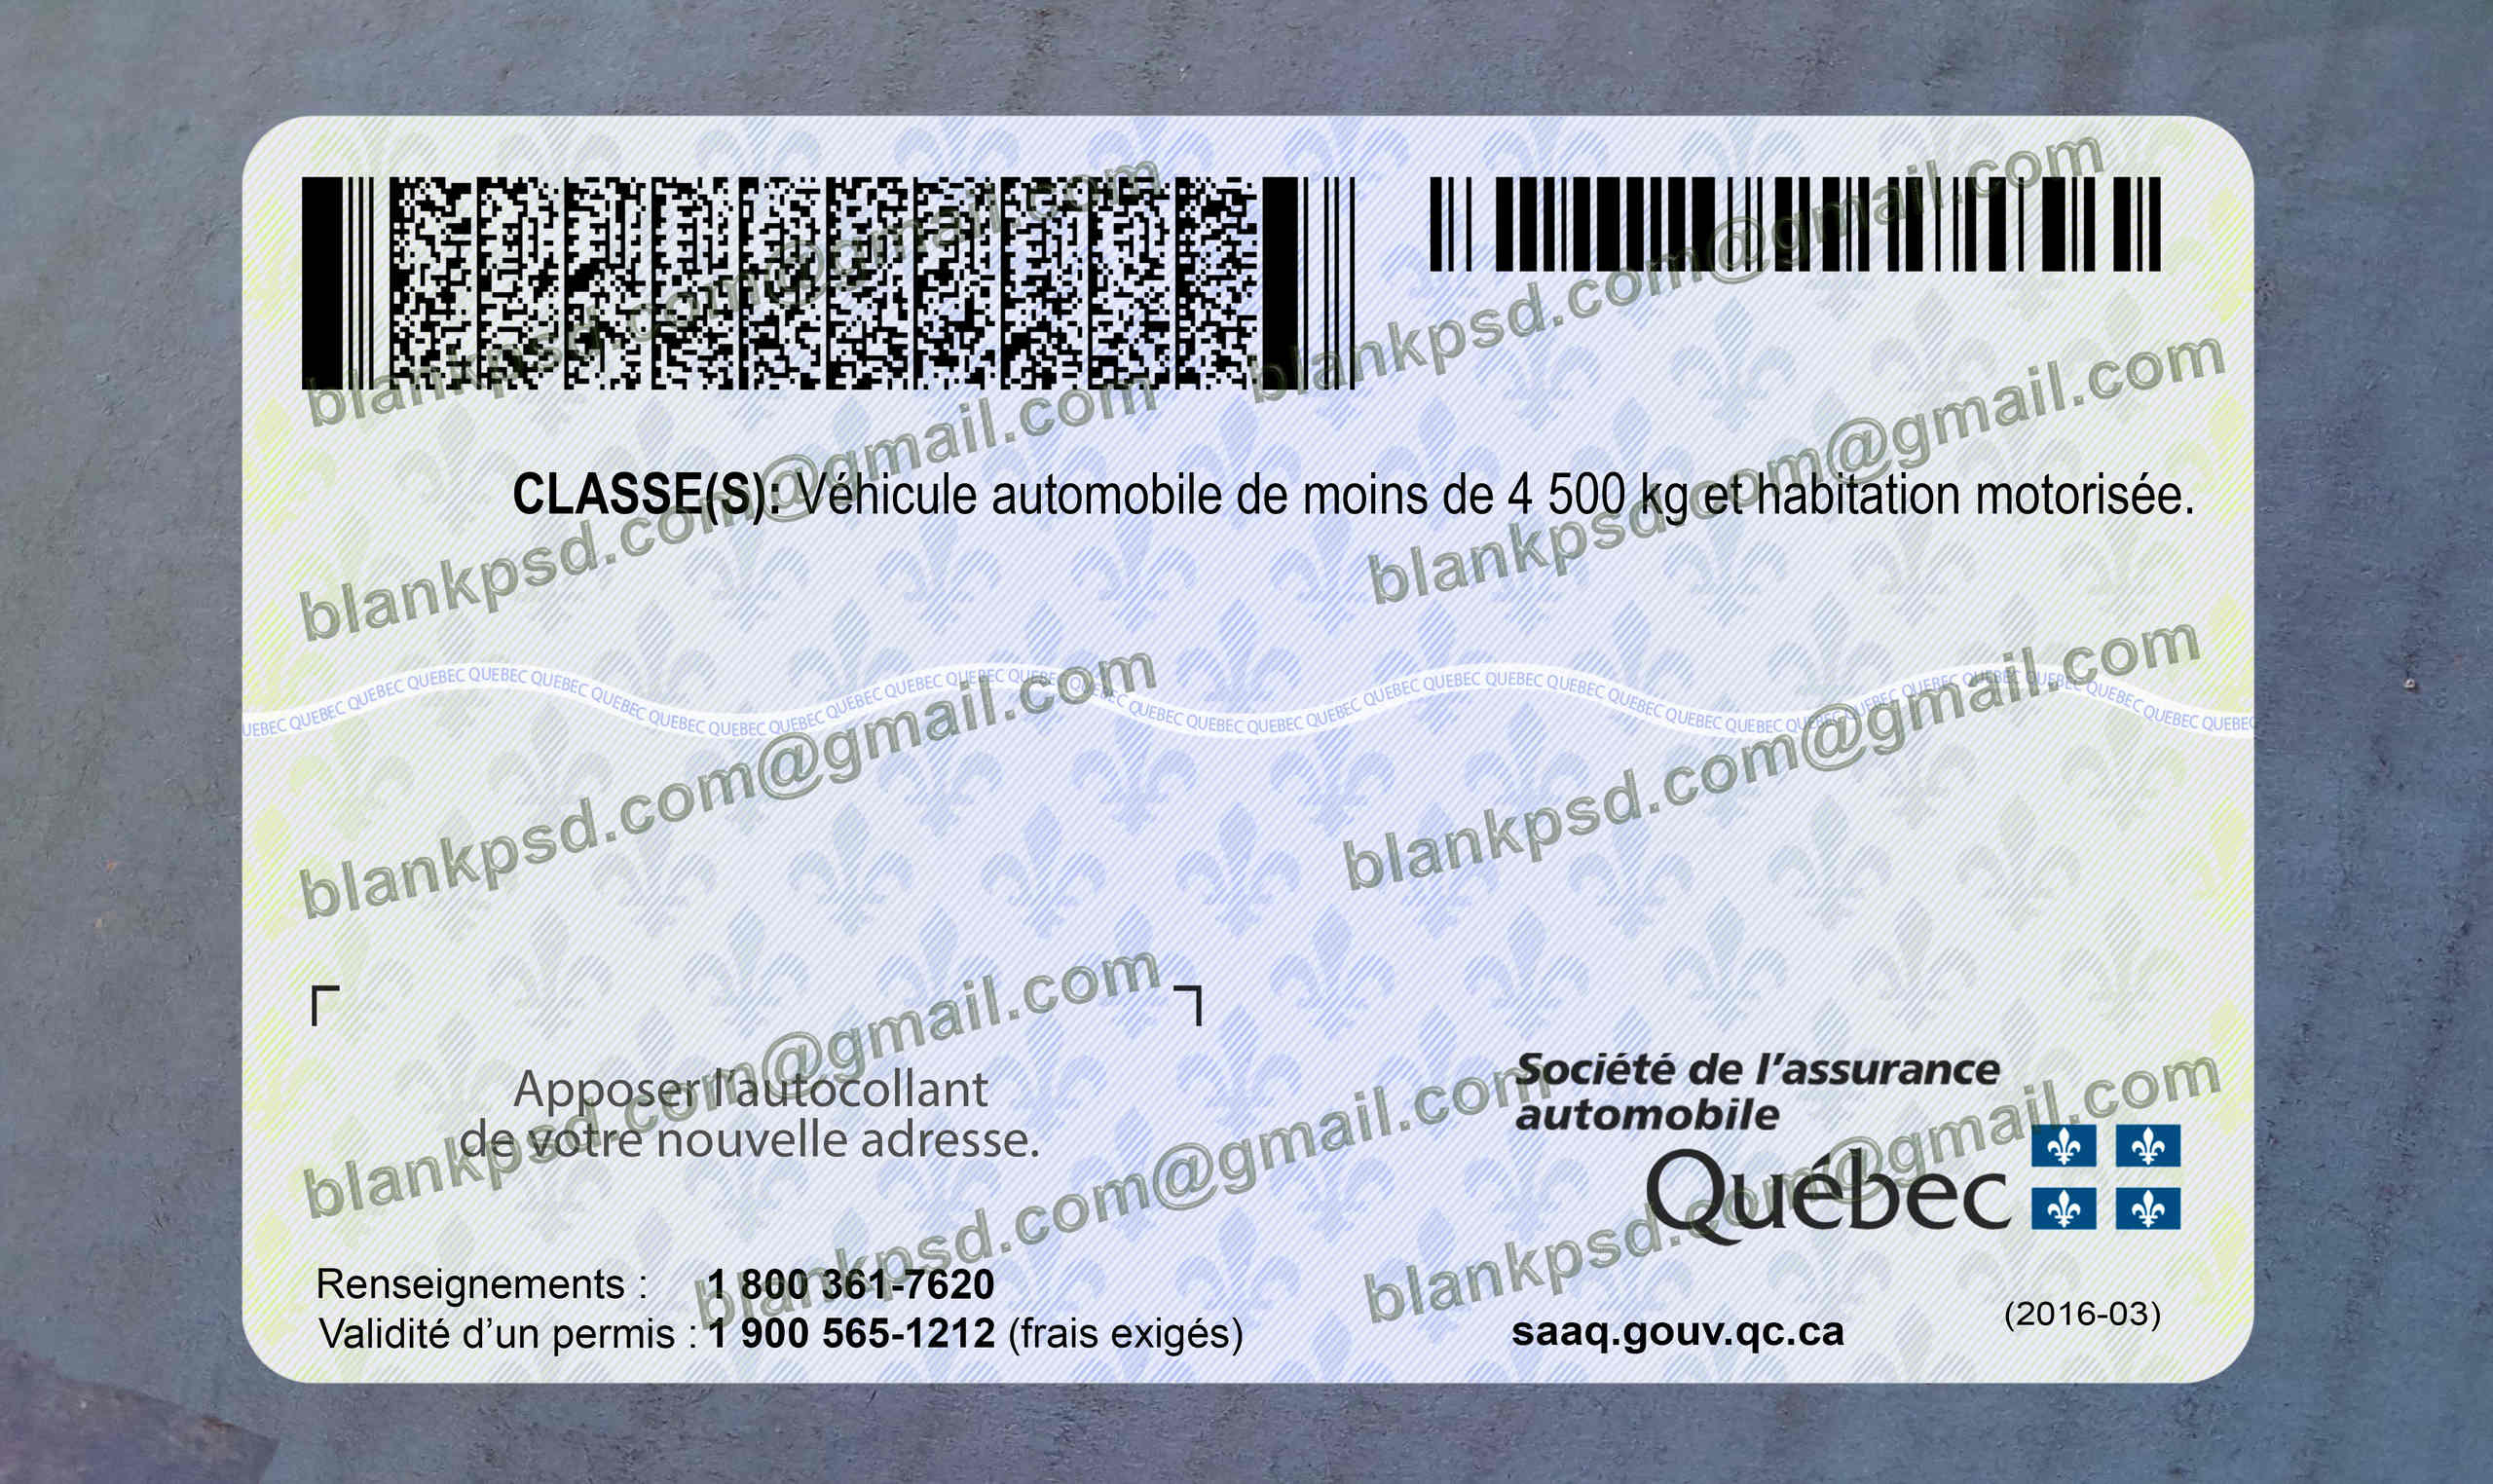 blankpsd.com@gmail.com
blankpsd.com@gmail.com
CLASSE(S): Véhicule automobile de moins de 4 500 kg et habitation motorisée.
blankpsd.com@gmail.com
blankpsd.com@gmail.com
QUEBEC QUEBEC QUEBEC QUEBEC QUEBEC QUEBEC QUEBEC QUEBEC QUEBEC QUEBEC QUEBEC QUEBEC QUEBEC QUEBEC QUEBEC QUEBEC QUEBEC QUEBEC QUEBEC QUEBEC QUEBEC QUEBEC QUEBEC QUEBEC QUEBEC QUEBEC QUEBEC QUEBEC QUEBEC QUEBEC QUEBEC QUEBEC
blankpsd.com@gmail.com
blankpsd.com@gmail.com
Apposer l'autocollant
de votre nouvelle adresse.
blankpsd.com@gmail.com
Société de l'assurance
automobile
Québec
blankpsd.com@gmail.com
blankpsd.com@gmail.com
Renseignements : 1 800 361-7620
Validité d'un permis : 1 900 565-1212 (frais exigés)
saaq.gouv.qc.ca
(2016-03)